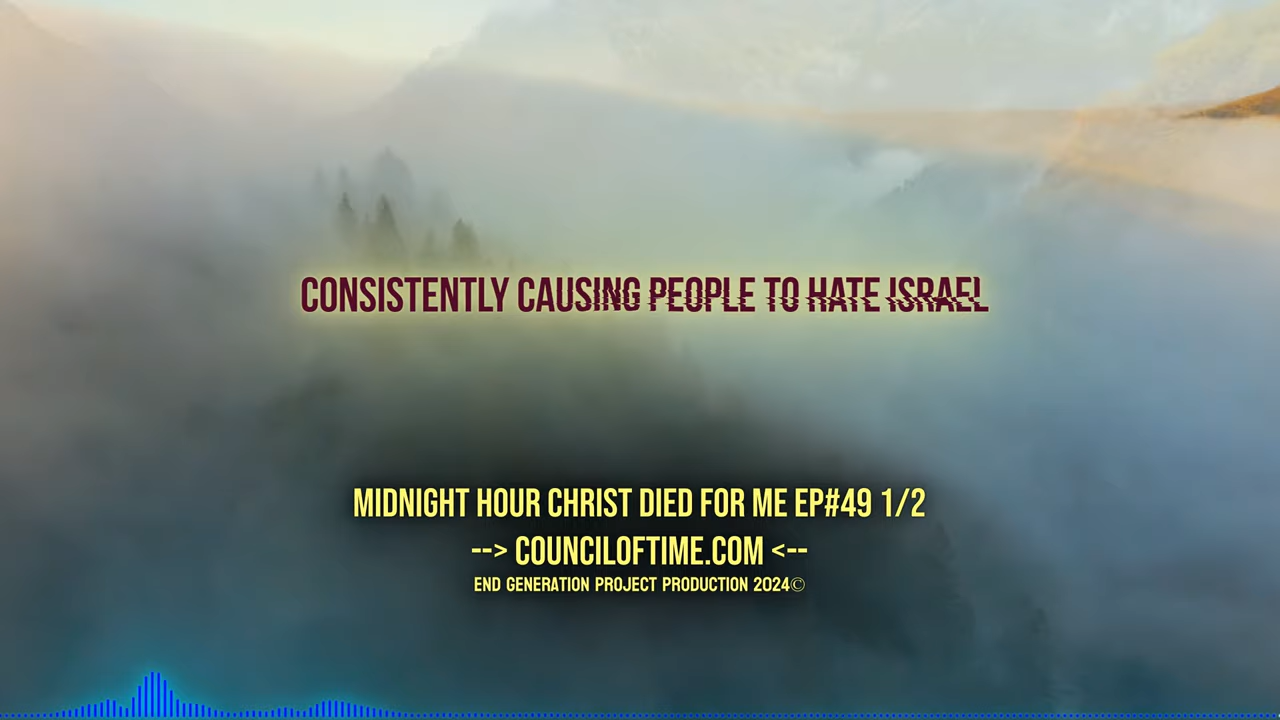 CONSISTENTLY CAUSING PEOPLE TO HATE ISRAEL
MIDNIGHT HOUR CHRIST DIED FOR ME EP#49 1/2
--> COUNCILOFTIME.COM <--
END GENERATION PROJECT PRODUCTION 2024©